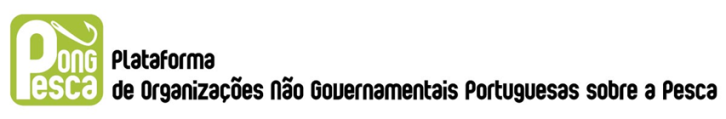 PONG
Pesca
Plataforma
de Organizações Não Governamentais Portuguesas sobre a Pesca